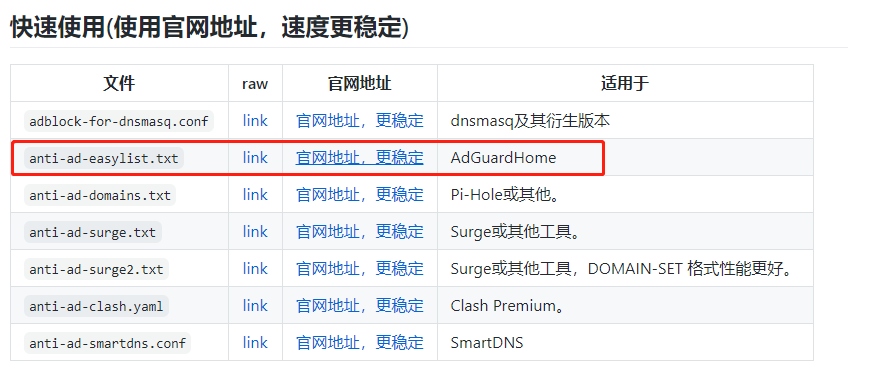 快速使用(使用官网地址，速度更稳定)
文件 raw 官网地址 适用于
adblock-for-dnsmasq.conf link 官网地址，更稳定 dnsmasq及其衍生版本
anti-ad-easylist.txt link 官网地址，更稳定 AdGuardHome
anti-ad-domains.txt link 官网地址，更稳定 Pi-Hole或其他。
anti-ad-surge.txt link 官网地址，更稳定 Surge或其他工具。
anti-ad-surge2.txt link 官网地址，更稳定 Surge或其他工具，DOMAIN-SET 格式性能更好。
anti-ad-clash.yaml link 官网地址，更稳定 Clash Premium。
anti-ad-smartdns.conf link 官网地址，更稳定 SmartDNS